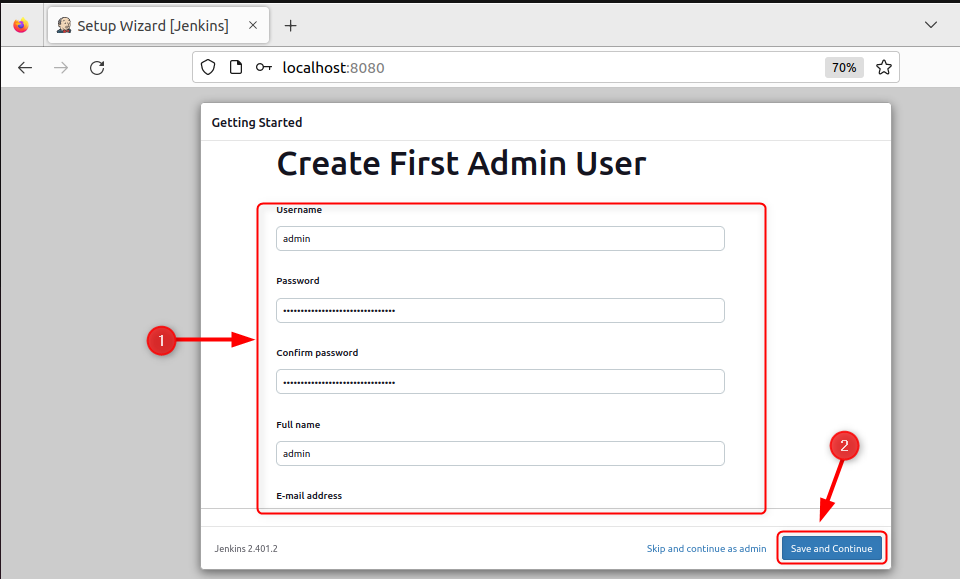 Setup Wizard [Jenkins]
localhost:8080
70%
Getting Started
Create First Admin User
Username
admin
Password
••••••••••••••••••••••••••••••••
Confirm password
••••••••••••••••••••••••••••••••
1
Full name
admin
2
E-mail address
Jenkins 2.401.2
Skip and continue as admin
Save and Continue